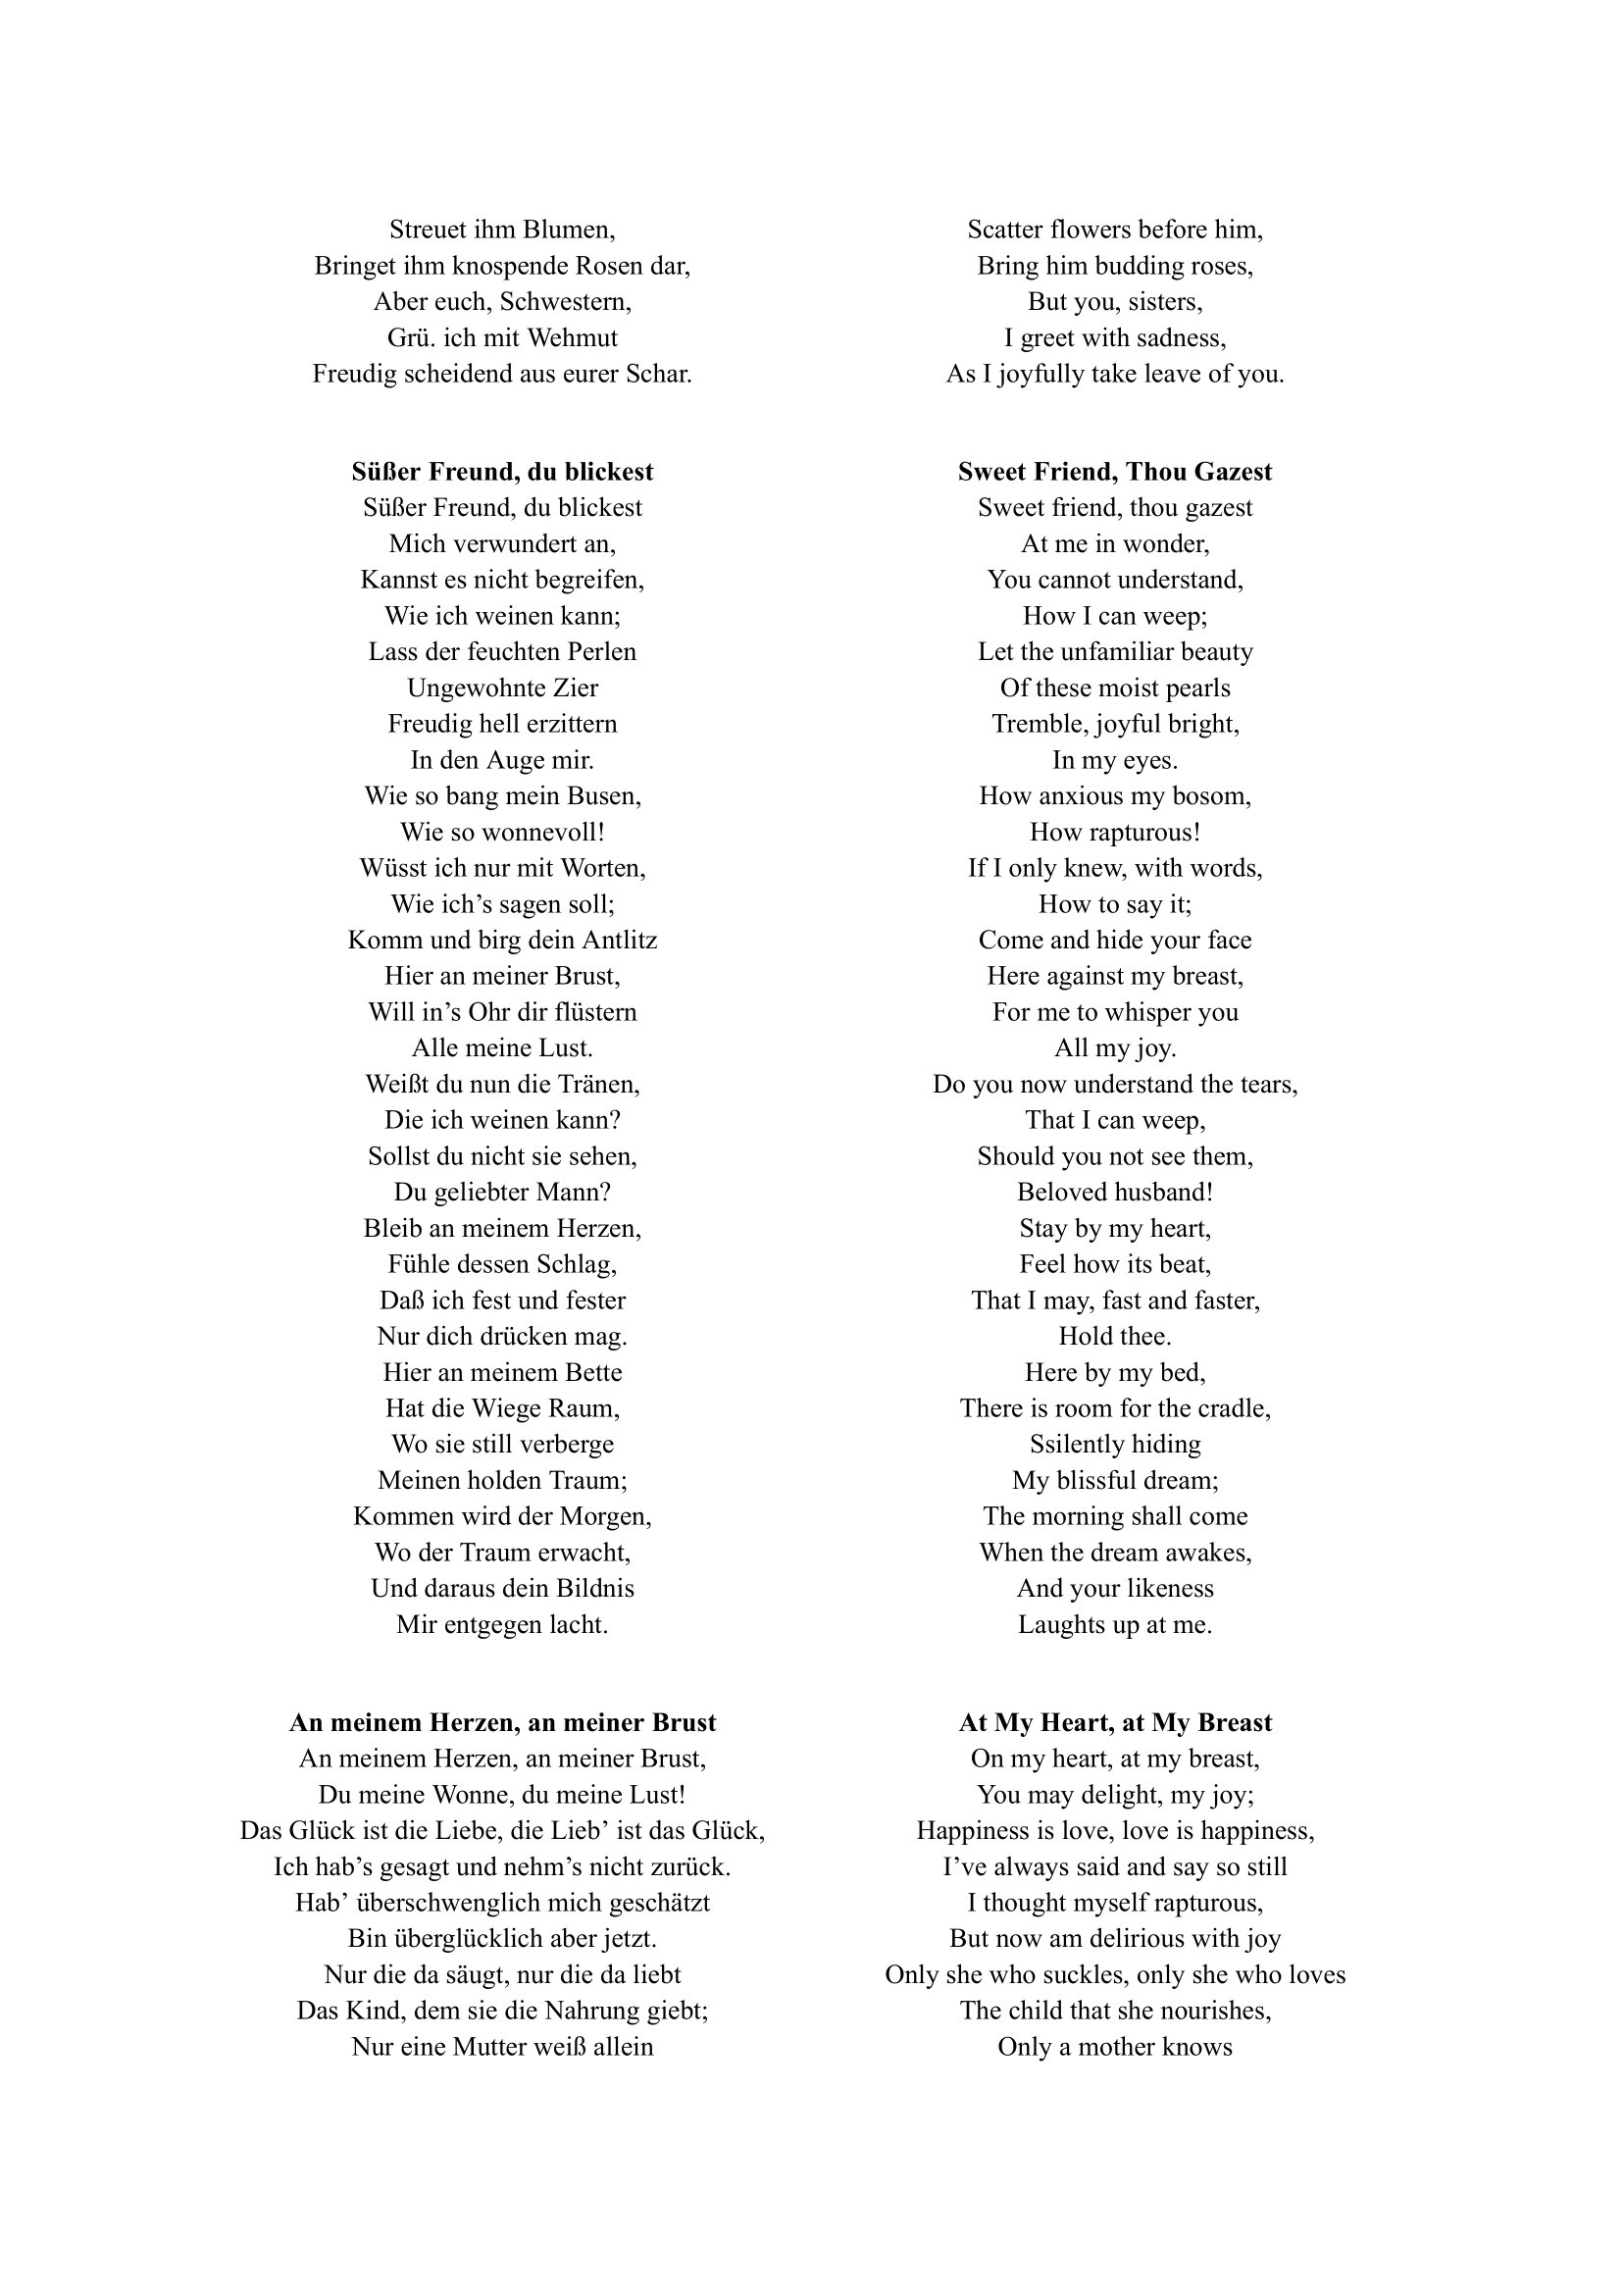 Streuet ihm Blumen,
Bringet ihm knospende Rosen dar,
Aber euch, Schwestern,
Grü. ich mit Wehmut
Freudig scheidend aus eurer Schar.
Süßer Freund, du blickest
Süßer Freund, du blickest
Mich verwundert an,
Kannst es nicht begreifen,
Wie ich weinen kann;
Lass der feuchten Perlen
Ungewohnte Zier
Freudig hell erzittern
In den Auge mir.
Wie so bang mein Busen,
Wie so wonnevoll!
Wüsst ich nur mit Worten,
Wie ich’s sagen soll;
Komm und birg dein Antlitz
Hier an meiner Brust,
Will in’s Ohr dir flüstern
Alle meine Lust.
Weißt du nun die Tränen,
Die ich weinen kann?
Sollst du nicht sie sehen,
Du geliebter Mann?
Bleib an meinem Herzen,
Fühle dessen Schlag,
Daß ich fest und fester
Nur dich drücken mag.
Hier an meinem Bette
Hat die Wiege Raum,
Wo sie still verberge
Meinen holden Traum;
Kommen wird der Morgen,
Wo der Traum erwacht,
Und daraus dein Bildnis
Mir entgegen lacht.
An meinem Herzen, an meiner Brust
An meinem Herzen, an meiner Brust,
Du meine Wonne, du meine Lust!
Das Glück ist die Liebe, die Lieb’ ist das Glück,
Ich hab’s gesagt und nehm’s nicht zurück.
Hab’ überschwenglich mich geschätzt
Bin überglücklich aber jetzt.
Nur die da säugt, nur die da liebt
Das Kind, dem sie die Nahrung giebt;
Nur eine Mutter weiß allein
Scatter flowers before him,
Bring him budding roses,
But you, sisters,
I greet with sadness,
As I joyfully take leave of you.
Sweet Friend, Thou Gazest
Sweet friend, thou gazest
At me in wonder,
You cannot understand,
How I can weep;
Let the unfamiliar beauty
Of these moist pearls
Tremble, joyful bright,
In my eyes.
How anxious my bosom,
How rapturous!
If I only knew, with words,
How to say it;
Come and hide your face
Here against my breast,
For me to whisper you
All my joy.
Do you now understand the tears,
That I can weep,
Should you not see them,
Beloved husband!
Stay by my heart,
Feel how its beat,
That I may, fast and faster,
Hold thee.
Here by my bed,
There is room for the cradle,
Ssilently hiding
My blissful dream;
The morning shall come
When the dream awakes,
And your likeness
Laughts up at me.
At My Heart, at My Breast
On my heart, at my breast,
You may delight, my joy;
Happiness is love, love is happiness,
I’ve always said and say so still
I thought myself rapturous,
But now am delirious with joy
Only she who suckles, only she who loves
The child that she nourishes,
Only a mother knows